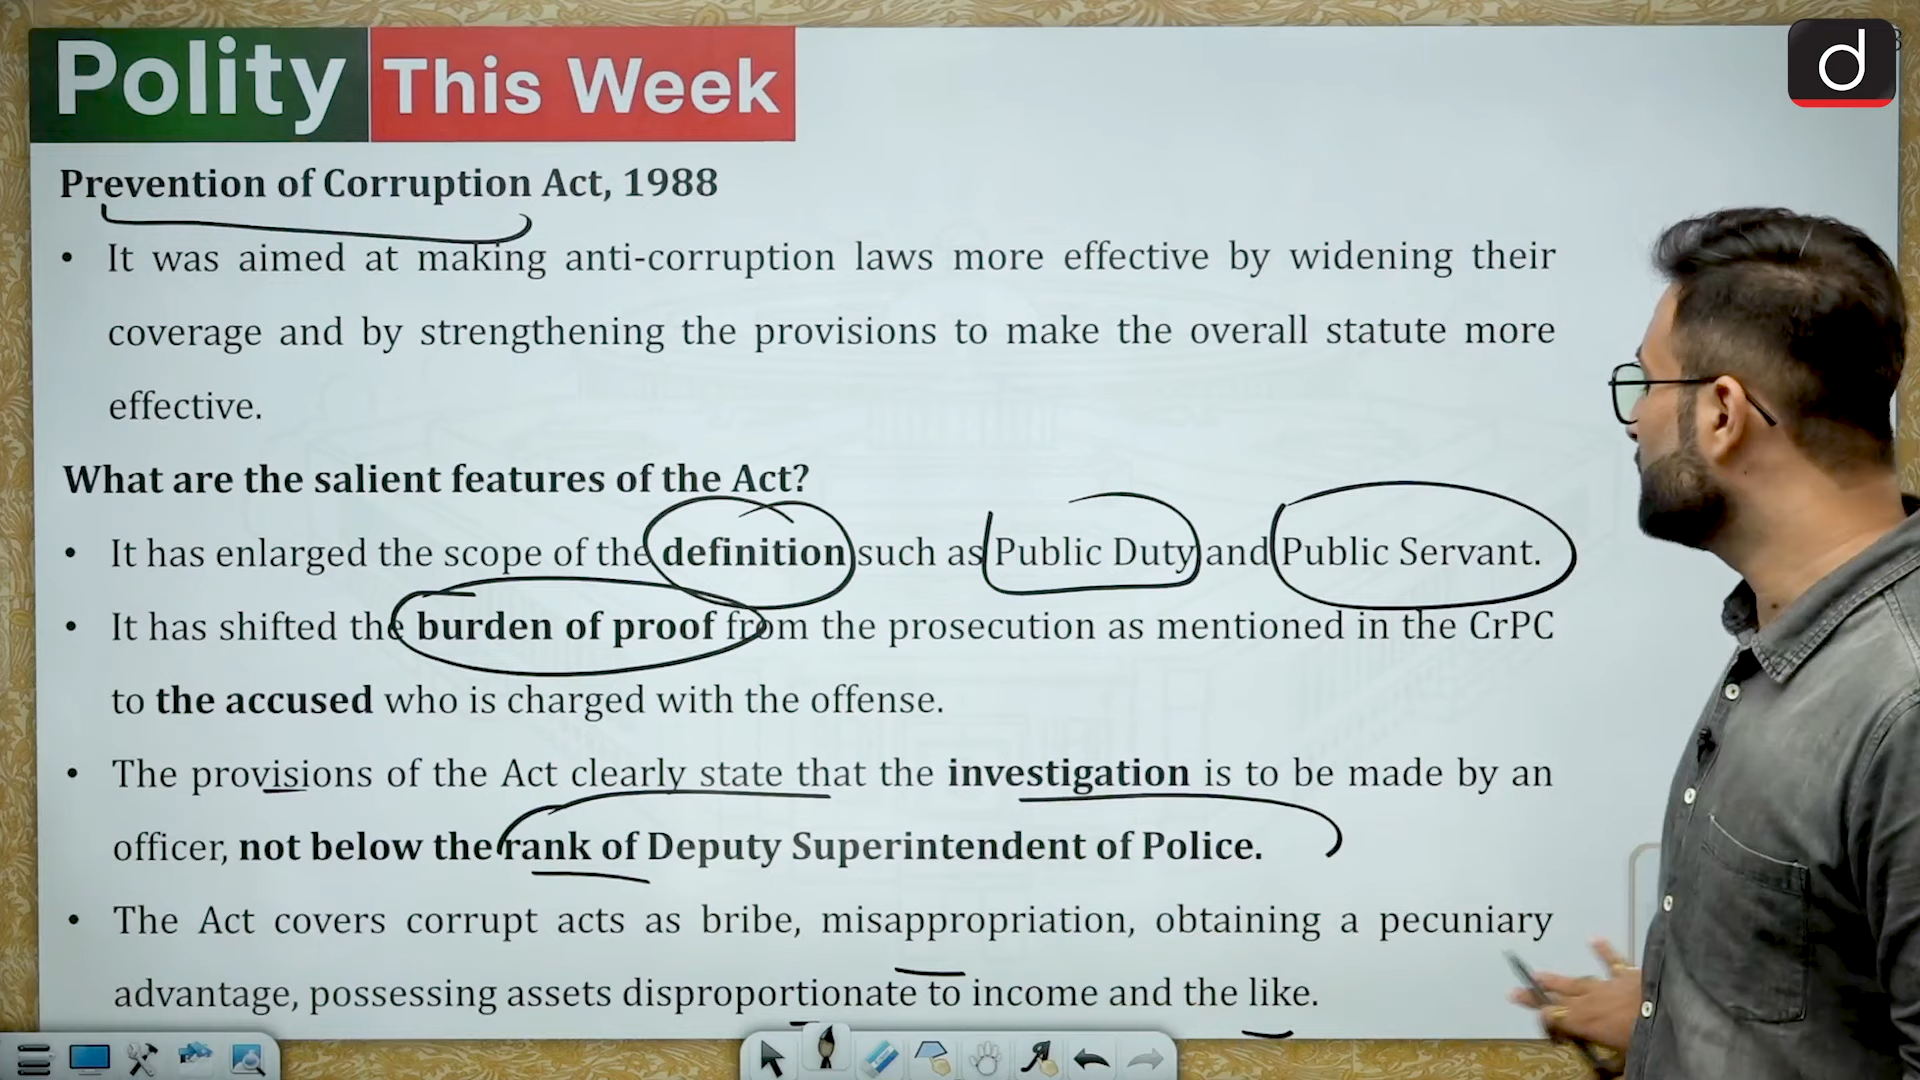 Polity This Week
Prevention of Corruption Act, 1988
• It was aimed at making anti-corruption laws more effective by widening their
coverage and by strengthening the provisions to make the overall statute more
effective.
What are the salient features of the Act?
• It has enlarged the scope of the definition such as Public Duty and Public Servant.
• It has shifted the burden of proof from the prosecution as mentioned in the CrPC
to the accused who is charged with the offense.
• The provisions of the Act clearly state that the investigation is to be made by an
officer, not below the rank of Deputy Superintendent of Police.
• The Act covers corrupt acts as bribe, misappropriation, obtaining a pecuniary
advantage, possessing assets disproportionate to income and the like.
d